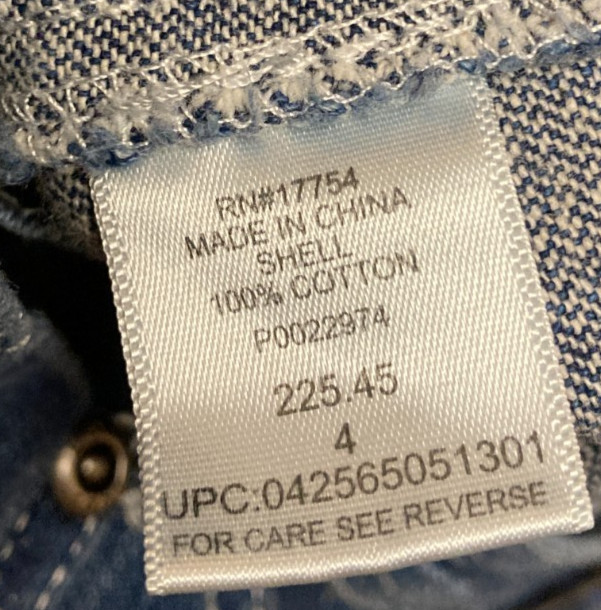 RN#17754
MADE IN CHINA
SHELL
100% COTTON
P0022974
225.45
4
UPC:042565051301
FOR CARE SEE REVERSE